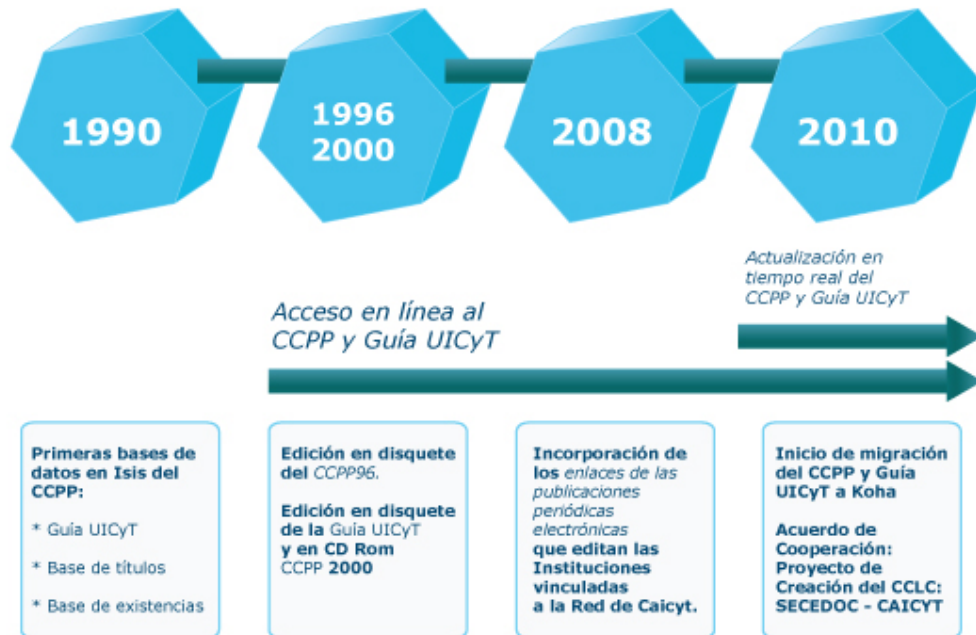 1990
1996
2000
2008
2010
Actualización en
tiempo real del
CCPP y Guía UICyT
Acceso en línea al
CCPP y Guía UICyT
Primeras bases de
datos en Isis del
CCPP:
* Guía UICyT
* Base de títulos
* Base de existencias
Edición en disquete
del CCPP96.
Edición en disquete
de la Guía UICyT
y en CD Rom
CCPP 2000
Incorporación de
los enlaces de las
publicaciones
periódicas
electrónicas
que editan las
Instituciones
vinculadas
a la Red de Caicyt.
Inicio de migración
del CCPP y Guía
UICyT a Koha
Acuerdo de
Cooperación:
Proyecto de
Creación del CCLC:
SECEDOC - CAICYT